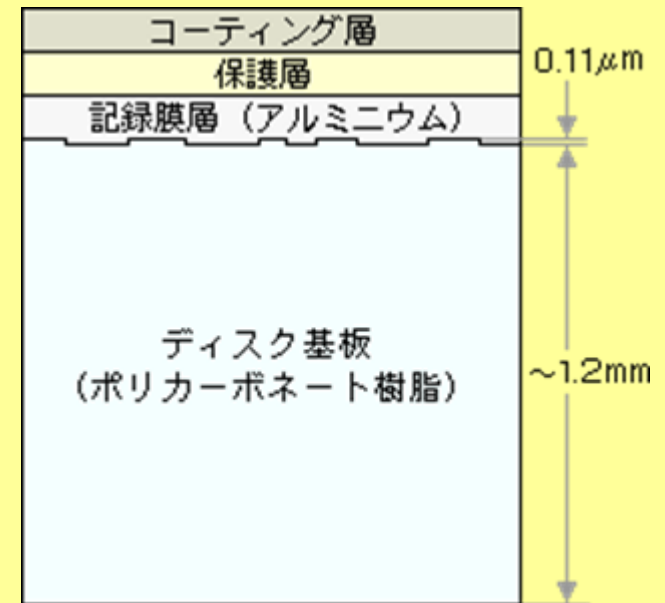 コーティング層
0.11μm
保護層
記録膜層（アルミニウム）
ディスク基板
（ポリカーボネート樹脂）
～1.2mm